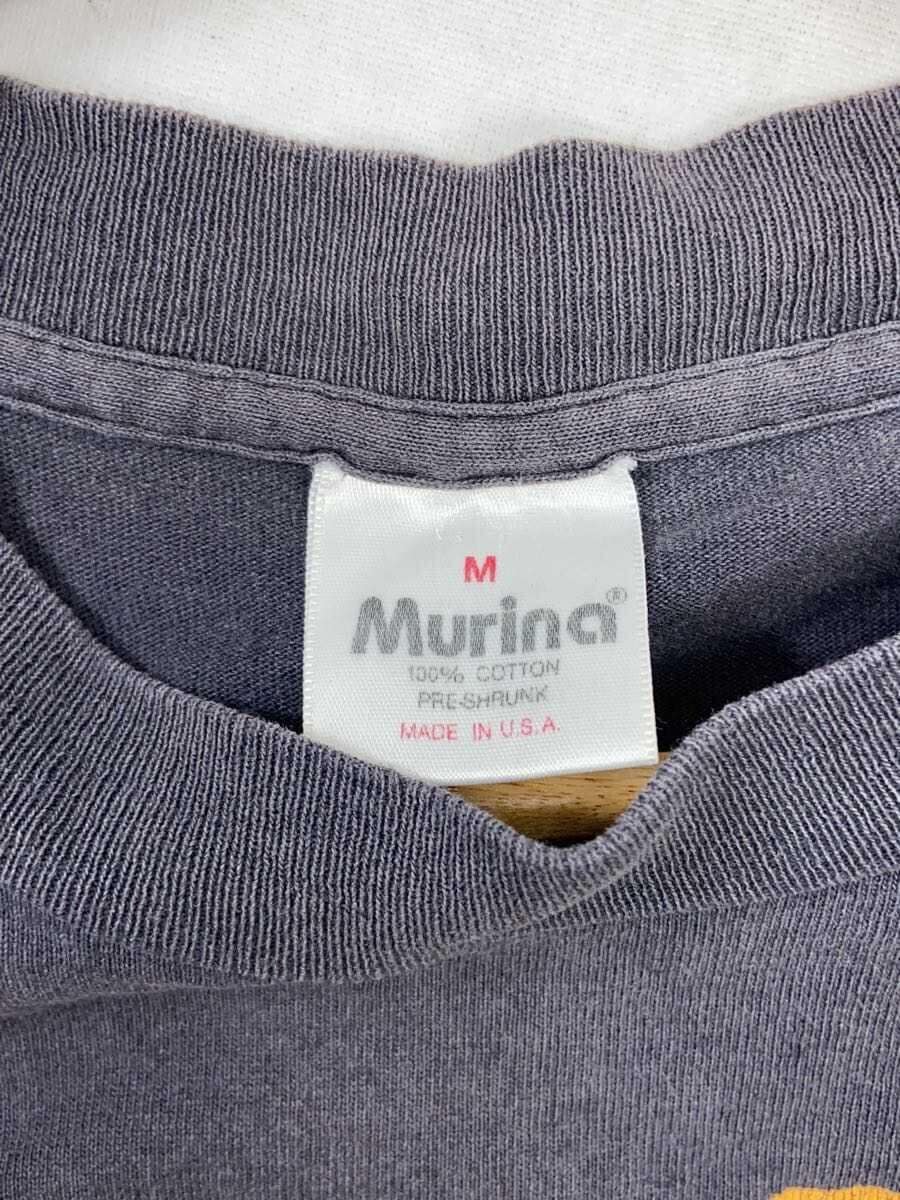 M
Murina®
100% COTTON
PRE-SHRUNK
MADE IN U.S.A.